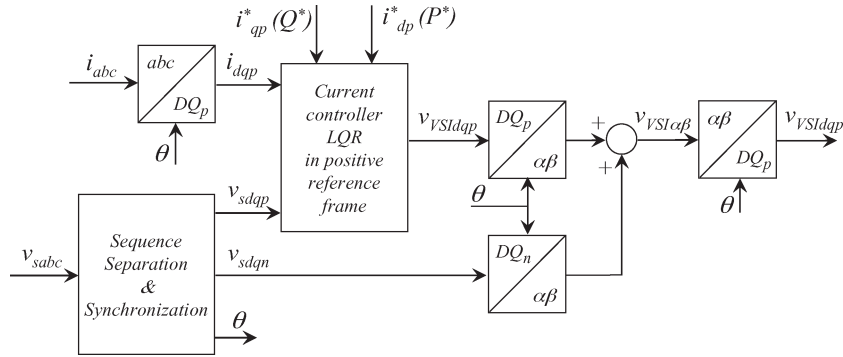 i*qp (Q*)
i*dp (P*)
iabc
abc
DQp
idqp
θ
Current
controller
LQR
in positive
reference
frame
vVSIdqp
DQp
αβ
+
+
vVSIαβ
αβ
DQp
vVSIdqp
θ
θ
vsabc
Sequence
Separation
&
Synchronization
vsdqp
vsdqn
θ
DQn
αβ